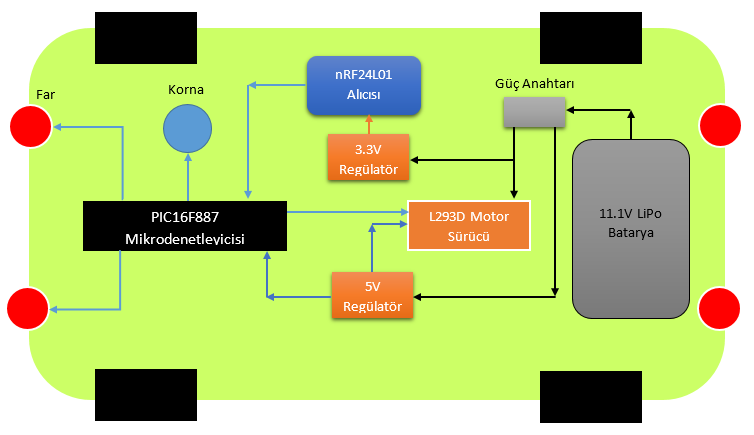 nRF24L01
Alıcısı
Güç Anahtarı
Korna
Far
3.3V
Regülatör
PIC16F887
Mikrodenetleyicisi
L293D Motor
Sürücü
11.1V LiPo
Batarya
5V
Regülatör